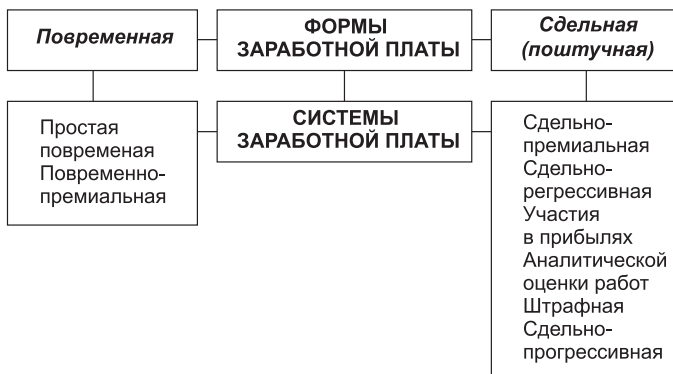 Повременная
ФОРМЫ
ЗАРАБОТНОЙ ПЛАТЫ
Сдельная
(поштучная)
Простая
повременая
Повременно-
премиальная
СИСТЕМЫ
ЗАРАБОТНОЙ ПЛАТЫ
Сдельно-
премиальная
Сдельно-
регрессивная
Участия
в прибылях
Аналитической
оценки работ
Штрафная
Сдельно-
прогрессивная